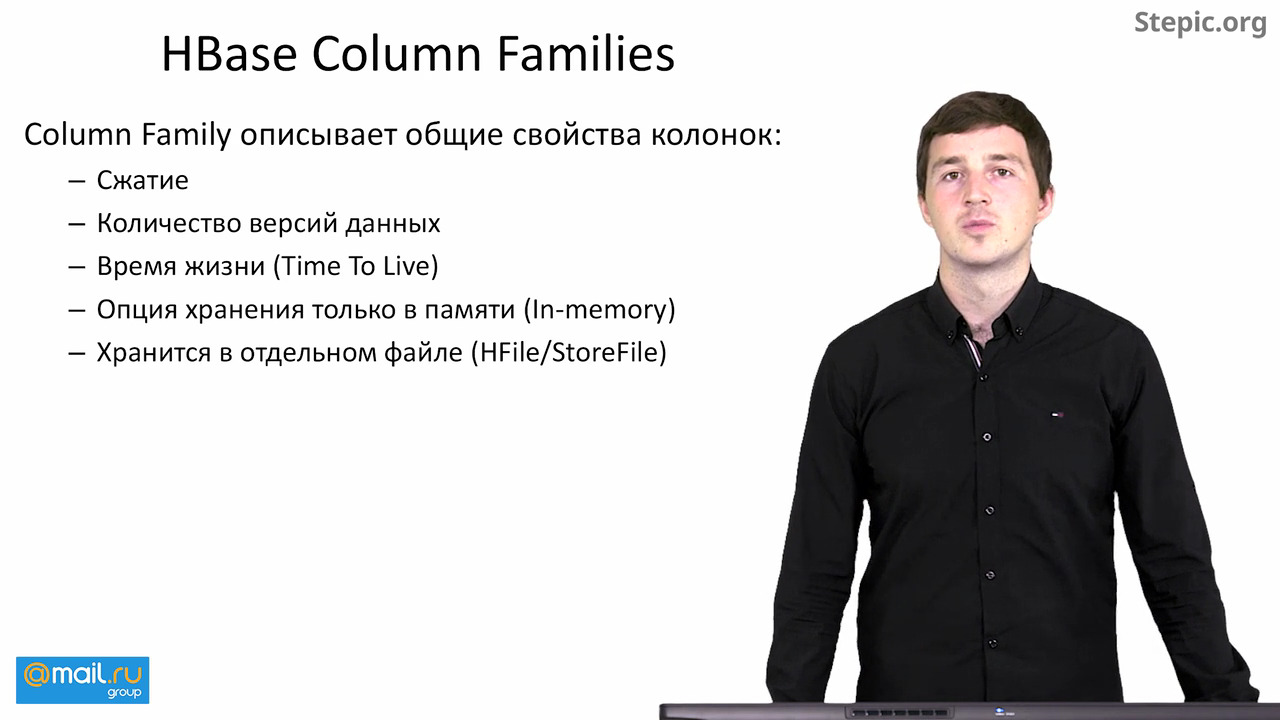 Stepic.org
HBase Column Families
Column Family описывает общие свойства колонок:
– Сжатие
– Количество версий данных
– Время жизни (Time To Live)
– Опция хранения только в памяти (In-memory)
– Хранится в отдельном файле (HFile/StoreFile)
@mail.ru
group